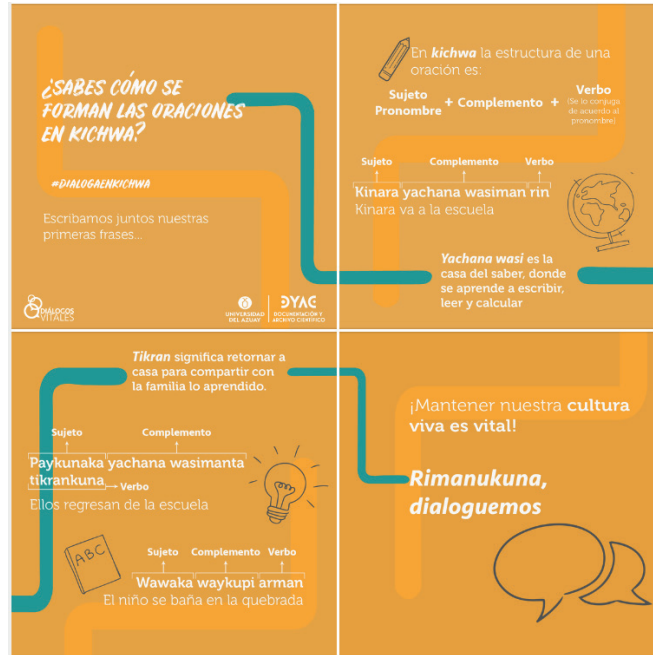 ¿SABES CÓMO SE
FORMAN LAS ORACIONES
EN KICHWA?
#DIALOGAENKICHWA
Escribamos juntos nuestras
primeras frases...
DIÁLOGOS
VITALES
UNIVERSIDAD
DEL AZUAY
DYAC
DOCUMENTACIÓN Y
ARCHIVO CIENTÍFICO
En kichwa la estructura de una
oración es:
Sujeto
Pronombre
+ Complemento +
Verbo
(Se lo conjuga
de acuerdo al
pronombre)
Sujeto Complemento Verbo
Kinara yachana wasiman rin
Kinara va a la escuela
Yachana wasi es la
casa del saber, donde
se aprende a escribir,
leer y calcular
Tikran significa retornar a
casa para compartir con
la familia lo aprendido.
Sujeto Complemento
Paykunaka yachana wasimanta
tikrankuna
Verbo
Ellos regresan de la escuela
ABC
Sujeto Complemento Verbo
Wawaka waykupi arman
El niño se baña en la quebrada
¡Mantener nuestra cultura
viva es vital!
Rimanukuna,
dialoguemos